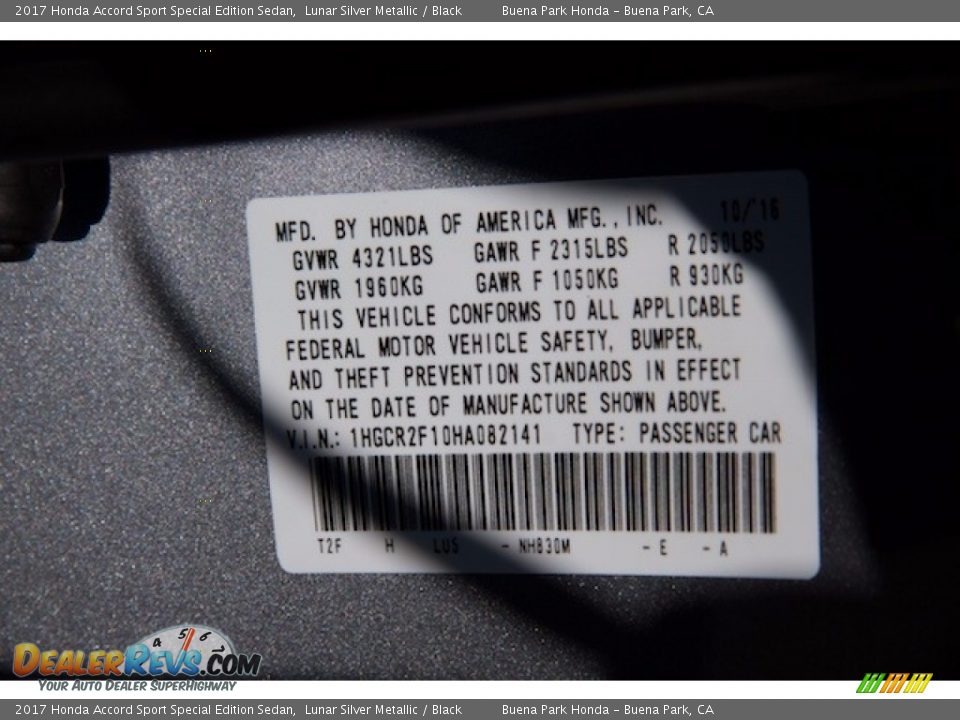 2017 Honda Accord Sport Special Edition Sedan, Lunar Silver Metallic / Black Buena Park Honda - Buena Park, CA
10/'16
MFD. BY HONDA OF AMERICA MFG., INC.
GVWR 4321LBS GAWR F 2315LBS R 2050LBS
GVWR 1960KG GAWR F 1050KG R 930KG
THIS VEHICLE CONFORMS TO ALL APPLICABLE
FEDERAL MOTOR VEHICLE SAFETY, BUMPER,
AND THEFT PREVENTION STANDARDS IN EFFECT
ON THE DATE OF MANUFACTURE SHOWN ABOVE.
V.I.N.: 1HGCR2F10HA082141 TYPE: PASSENGER CAR
T2F H LUS - NH830M - E - A
4 5 6
DealerRevs.com
Your Auto Dealer SuperHighway
2017 Honda Accord Sport Special Edition Sedan, Lunar Silver Metallic / Black Buena Park Honda - Buena Park, CA